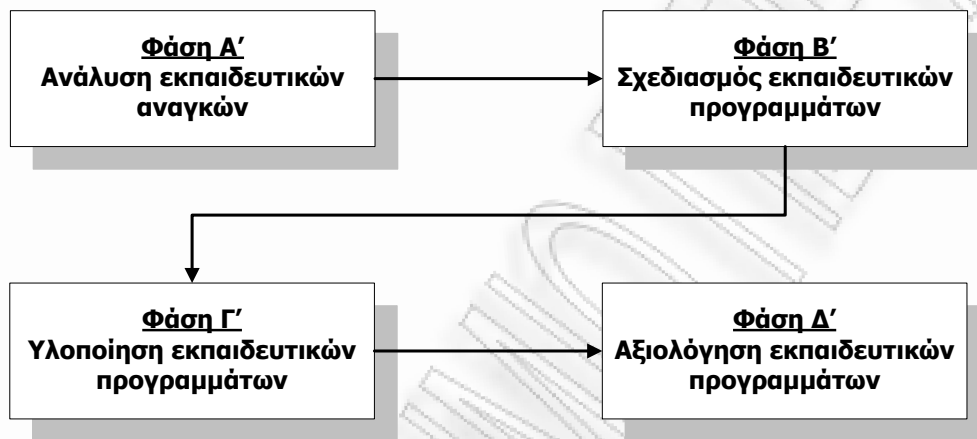 Φάση Α’
Ανάλυση εκπαιδευτικών
αναγκών
Φάση Β’
Σχεδιασμός εκπαιδευτικών
προγραμμάτων
Φάση Γ’
Υλοποίηση εκπαιδευτικών
προγραμμάτων
Φάση Δ’
Αξιολόγηση εκπαιδευτικών
προγραμμάτων